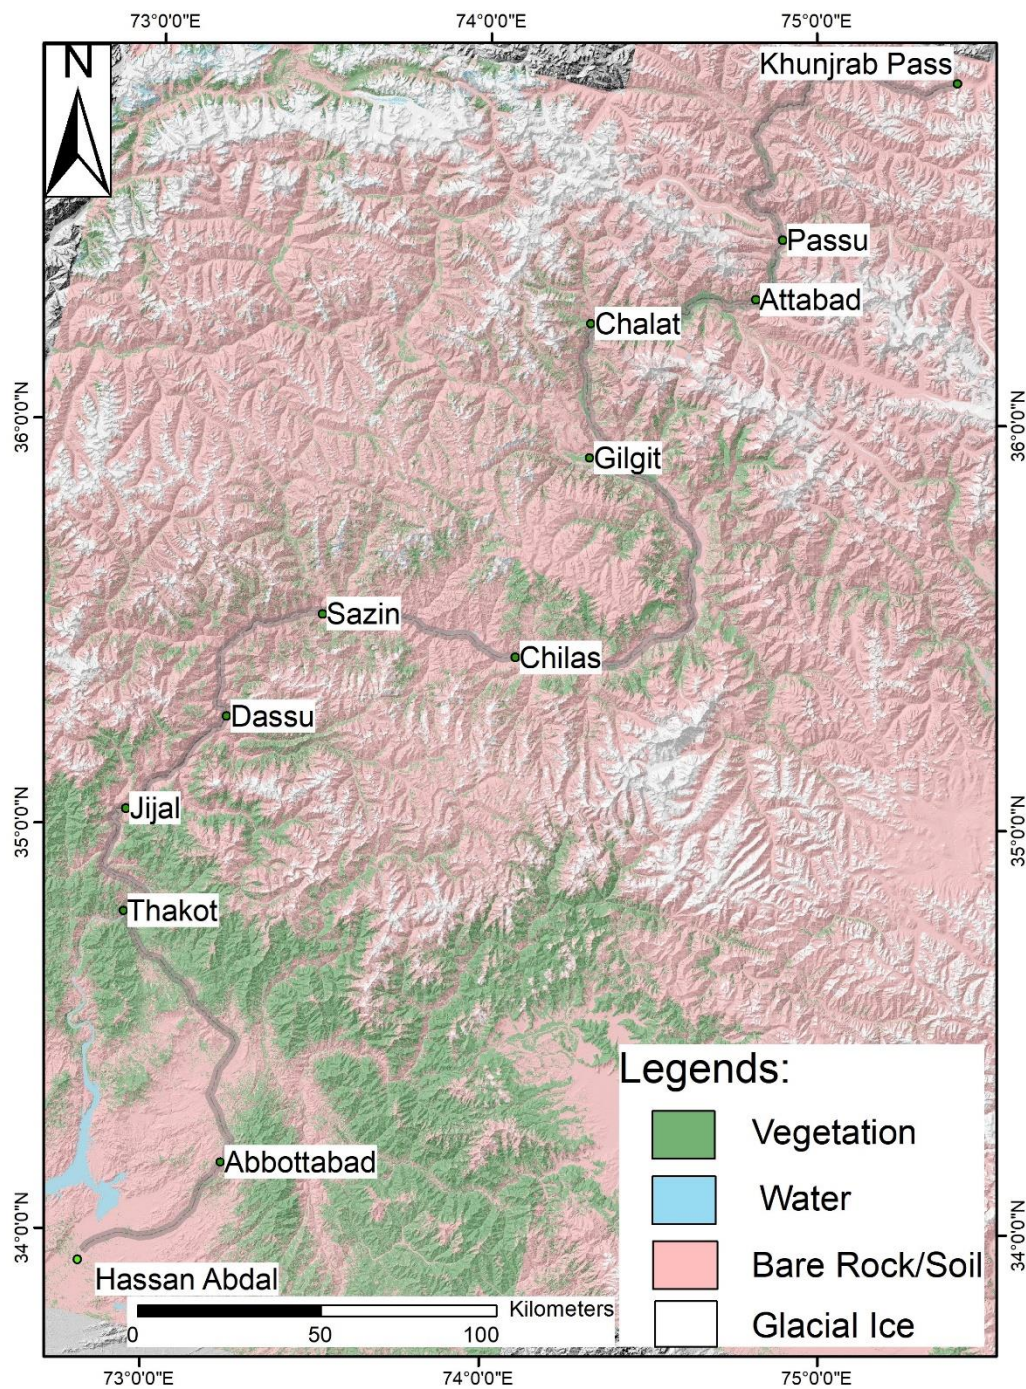 73°0'0"E
74°0'0"E
75°0'0"E
N
Khunjrab Pass
Passu
Attabad
Chalat
36°0'0"N
36°0'0"N
Gilgit
Sazin
Chilas
Dassu
Jijal
35°0'0"N
35°0'0"N
Thakot
Legends:
Vegetation
Abbottabad
Water
34°0'0"N
34°0'0"N
Bare Rock/Soil
Hassan Abdal
Kilometers
0
50
100
Glacial Ice
73°0'0"E
74°0'0"E
75°0'0"E